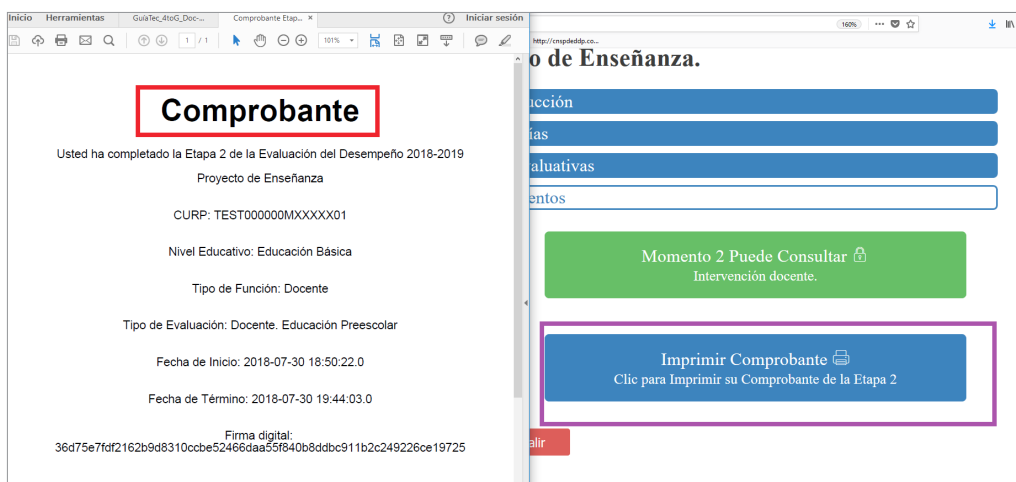 Inicio Herramientas GuíaTec_4toG_Doc-... Comprobante Etap... × Iniciar sesión
1 / 1 101%
Comprobante
Usted ha completado la Etapa 2 de la Evaluación del Desempeño 2018-2019
Proyecto de Enseñanza
CURP: TEST000000MXXXXX01
Nivel Educativo: Educación Básica
Tipo de Función: Docente
Tipo de Evaluación: Docente. Educación Preescolar
Fecha de Inicio: 2018-07-30 18:50:22.0
Fecha de Término: 2018-07-30 19:44:03.0
Firma digital:
36d75e7fdf2162b9d8310ccbe52466daa55f840b8ddbc911b2c249226ce19725
160%
http://cnspdeddp.co...
o de Enseñanza.
ucción
ías
aluativas
entos
Momento 2 Puede Consultar
Intervención docente.
Imprimir Comprobante
Clic para Imprimir su Comprobante de la Etapa 2
alir